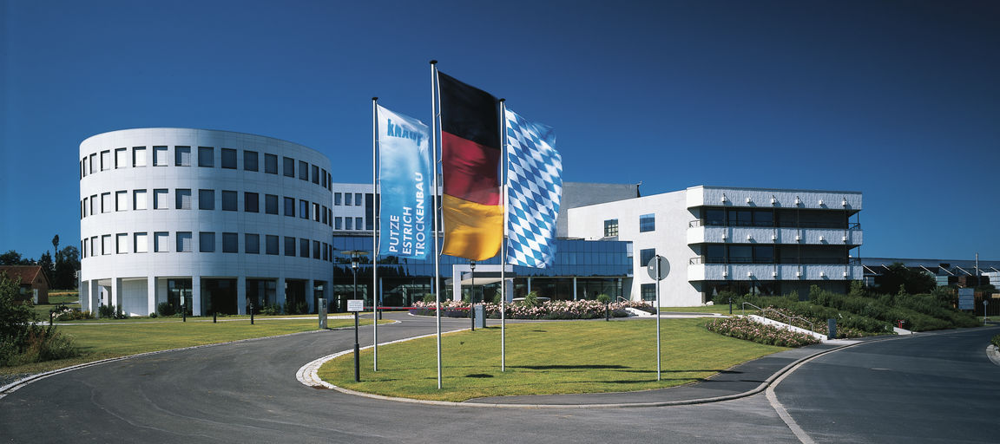 KNAUF
PUTZE
ESTRICH
TROCKENBAU